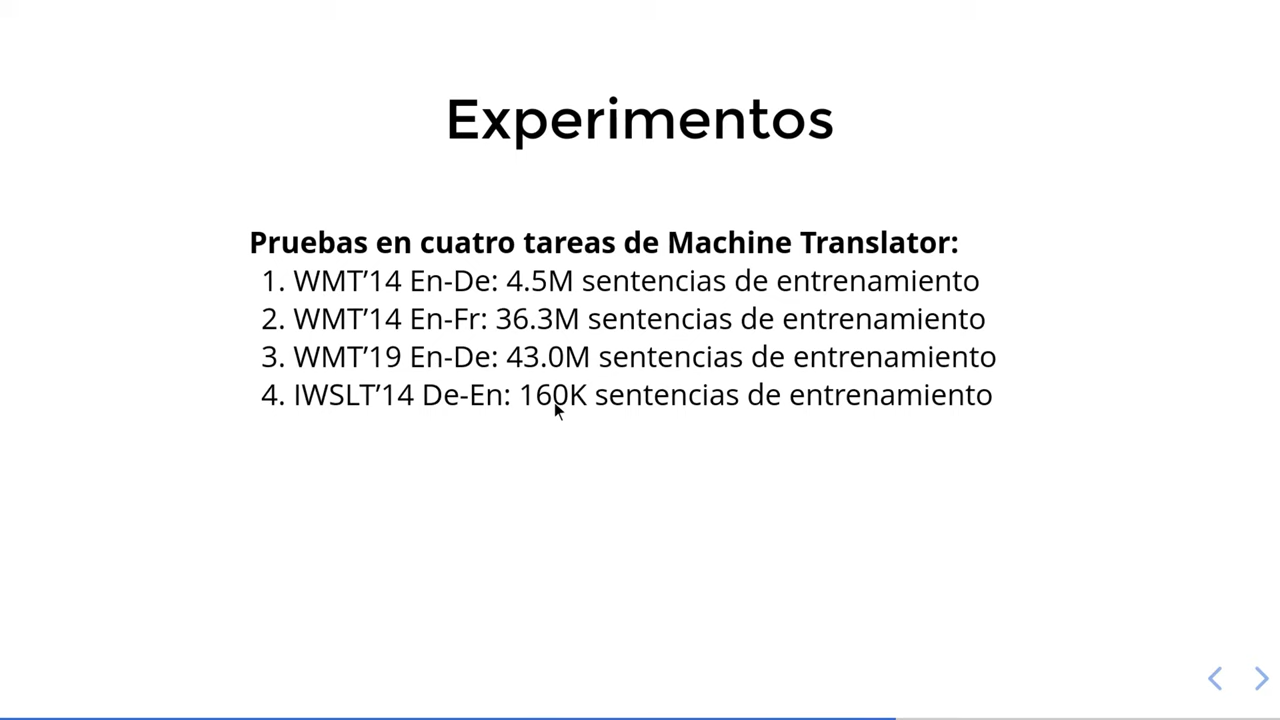 Experimentos
Pruebas en cuatro tareas de Machine Translator:
1. WMT’14 En-De: 4.5M sentencias de entrenamiento
2. WMT’14 En-Fr: 36.3M sentencias de entrenamiento
3. WMT’19 En-De: 43.0M sentencias de entrenamiento
4. IWSLT’14 De-En: 160K sentencias de entrenamiento